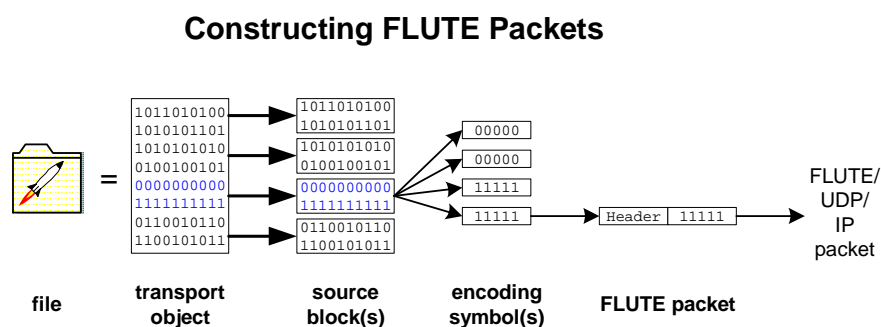 Constructing FLUTE Packets
1011010100
1010101101
1010101010
0100100101
0000000000
1111111111
0110010110
1100101011
1011010100
1010101101
1010101010
0100100101
0000000000
1111111111
0110010110
1100101011
00000
00000
11111
11111
Header 11111
=
FLUTE/
UDP/
IP
packet
file
transport
object
source
block(s)
encoding
symbol(s)
FLUTE packet